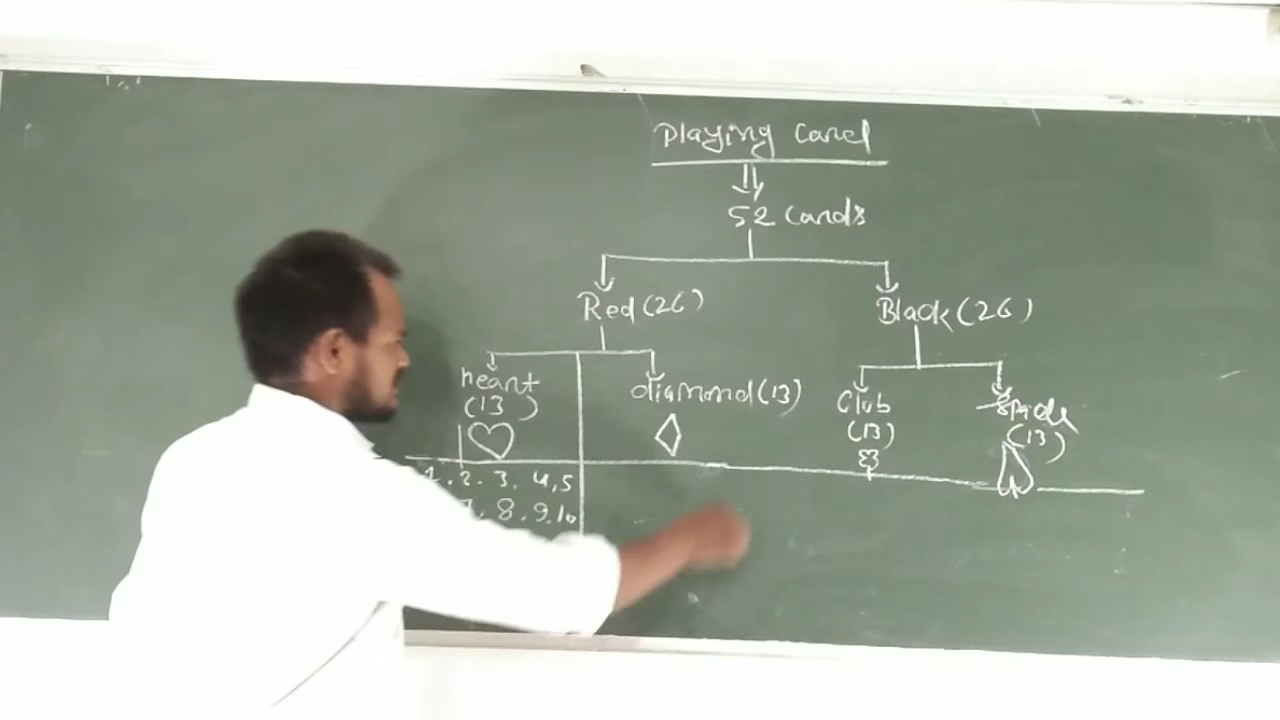 Playing Card
52 Cards
Red (26)
Black (26)
heart
(13)
diamond (13)
Club
(13)
Spade
(13)
1. 2. 3. 4, 5
7. 8. 9. 10